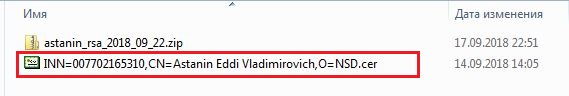 Имя Дата изменения
astanin_rsa_2018_09_22.zip 17.09.2018 22:51
INN=007702165310,CN=Astanin Eddi Vladimirovich,O=NSD.cer 14.09.2018 14:05